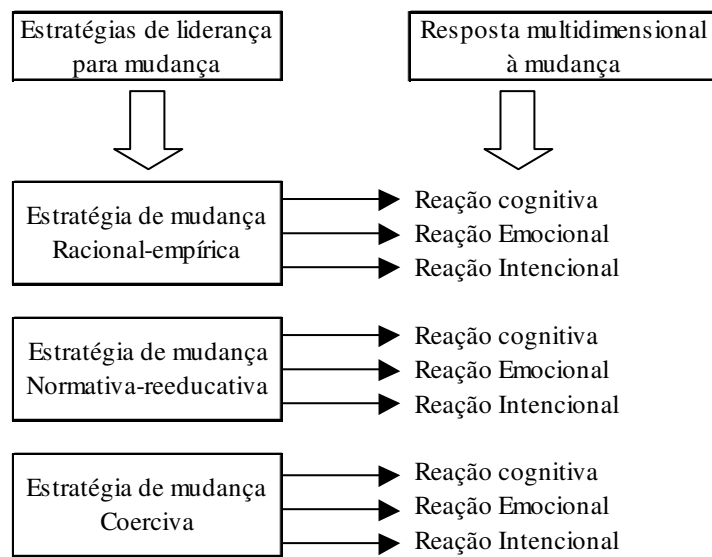 Estratégias de liderança
para mudança
Resposta multidimensional
à mudança
Estratégia de mudança
Racional-empírica
Reação cognitiva
Reação Emocional
Reação Intencional
Estratégia de mudança
Normativa-reeducativa
Reação cognitiva
Reação Emocional
Reação Intencional
Estratégia de mudança
Coerciva
Reação cognitiva
Reação Emocional
Reação Intencional